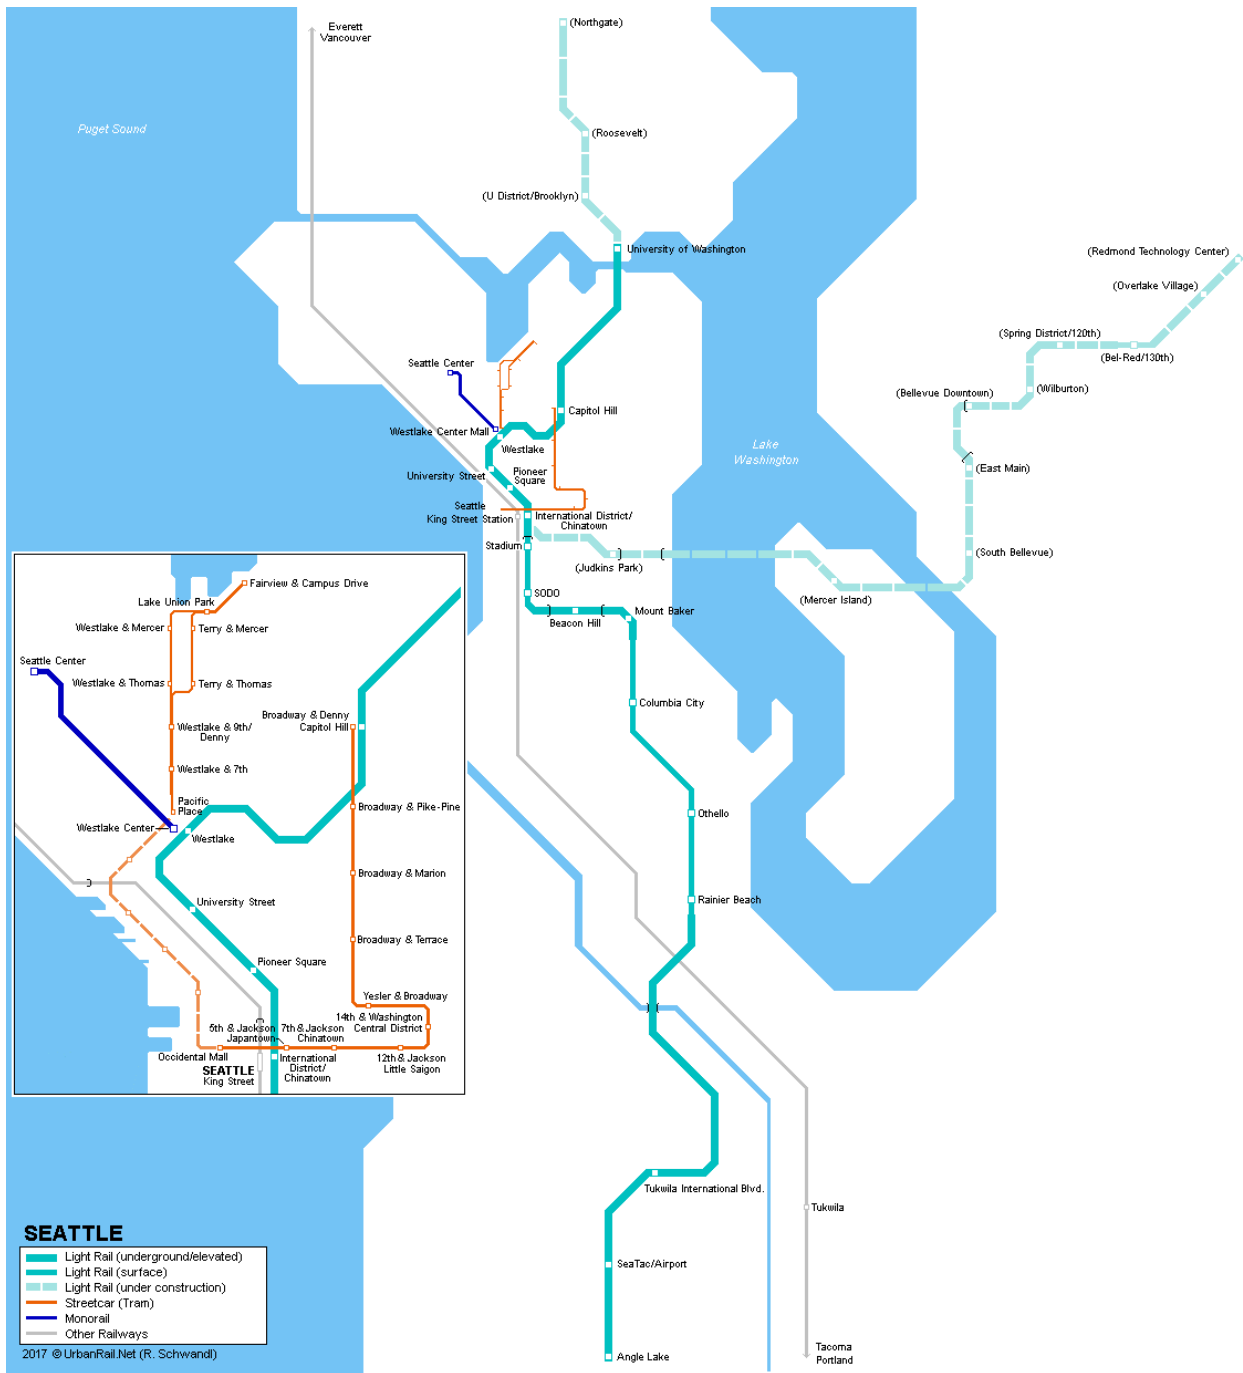 Everett
Vancouver
(Northgate)
Puget Sound
(Roosevelt)
(U District/Brooklyn)
University of Washington
(Redmond Technology Center)
(Overlake Village)
(Spring District/120th)
(Bel-Red/130th)
Seattle Center
(Wilburton)
(Bellevue Downtown)
Capitol Hill
Westlake Center Mall
Westlake
Lake
Washington
(East Main)
University Street
Pioneer
Square
Seattle
King Street Station
International District/
Chinatown
Stadium
(Judkins Park)
(South Bellevue)
(Mercer Island)
SODO
Beacon Hill
Mount Baker
Columbia City
Othello
Rainier Beach
Tukwila International Blvd.
Tukwila
SeaTac/Airport
Angle Lake
Tacoma
Portland
Fairview & Campus Drive
Lake Union Park
Westlake & Mercer
Terry & Mercer
Seattle Center
Westlake & Thomas
Terry & Thomas
Broadway & Denny
Capitol Hill
Westlake & 9th/
Denny
Westlake & 7th
Pacific
Place
Broadway & Pike-Pine
Westlake Center
Westlake
Broadway & Marion
University Street
Broadway & Terrace
Pioneer Square
Yesler & Broadway
14th & Washington
Central District
5th & Jackson
Japantown
7th & Jackson
Chinatown
Occidental Mall
International
District/
Chinatown
12th & Jackson
Little Saigon
SEATTLE
King Street
SEATTLE
Light Rail (underground/elevated)
Light Rail (surface)
Light Rail (under construction)
Streetcar (Tram)
Monorail
Other Railways
2017 © UrbanRail.Net (R. Schwandl)